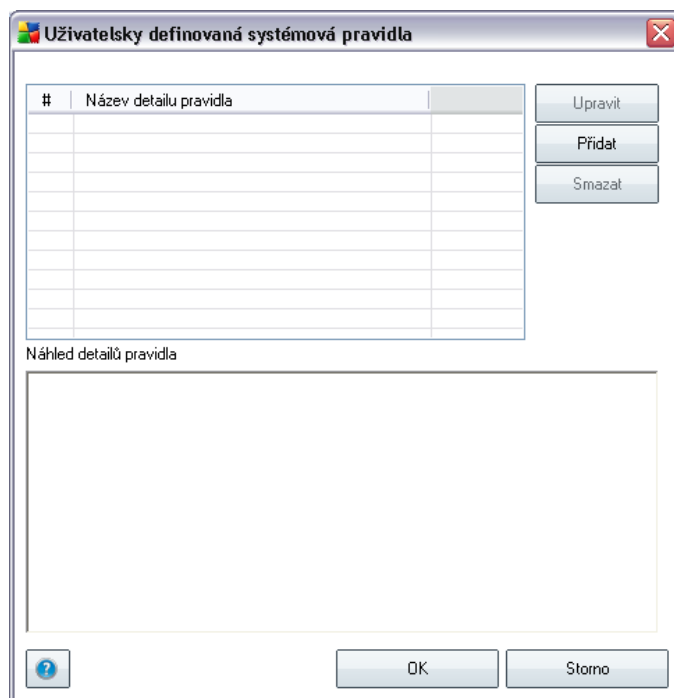 Uživatelsky definovaná systémová pravidla
# Název detailu pravidla
Upravit
Přidat
Smazat
Náhled detailů pravidla
?
OK
Storno